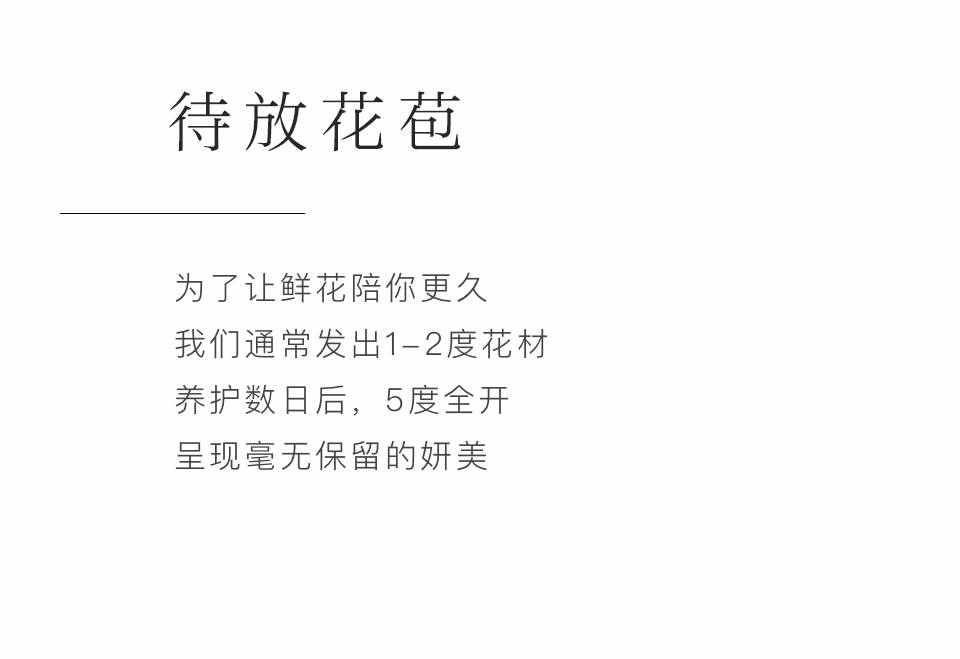 待放花苞
为了让鲜花陪你更久
我们通常发出1-2度花材
养护数日后，5度全开
呈现毫无保留的妍美